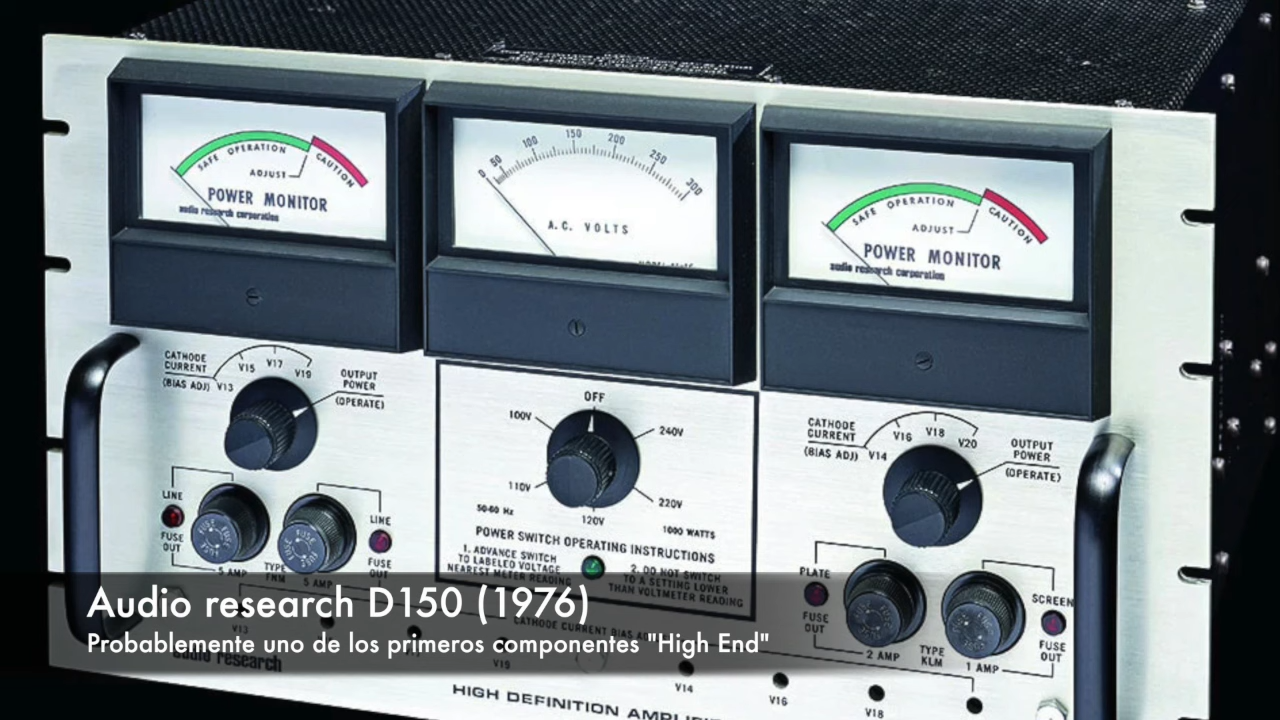 SAFE OPERATION
CAUTION
ADJUST
POWER MONITOR
audio research corporation
0 50 100 150 200 250 300
A.C. VOLTS
SAFE OPERATION
CAUTION
ADJUST
POWER MONITOR
audio research corporation
CATHODE
CURRENT
(BIAS ADJ)
V13 V15 V17 V19
OUTPUT
POWER
(OPERATE)
LINE
FUSE
OUT
5 AMP
TYPE
FNM
5 AMP
LINE
FUSE
OUT
OFF
100V
240V
110V
220V
120V
50-60 Hz
1000 WATTS
POWER SWITCH OPERATING INSTRUCTIONS
1. ADVANCE SWITCH
TO LABELED VOLTAGE
NEAREST METER READING
2. DO NOT SWITCH
TO A SETTING LOWER
THAN VOLTMETER READING
CATHODE
CURRENT
(BIAS ADJ)
V14 V16 V18 V20
OUTPUT
POWER
(OPERATE)
PLATE
FUSE
OUT
2 AMP
TYPE
KLM
1 AMP
SCREEN
FUSE
OUT
Audio research D150 (1976)
Probablemente uno de los primeros componentes "High End"
CATHODE CURRENT BIAS
V13
V19
V14
V16
V18
audio research
HIGH DEFINITION